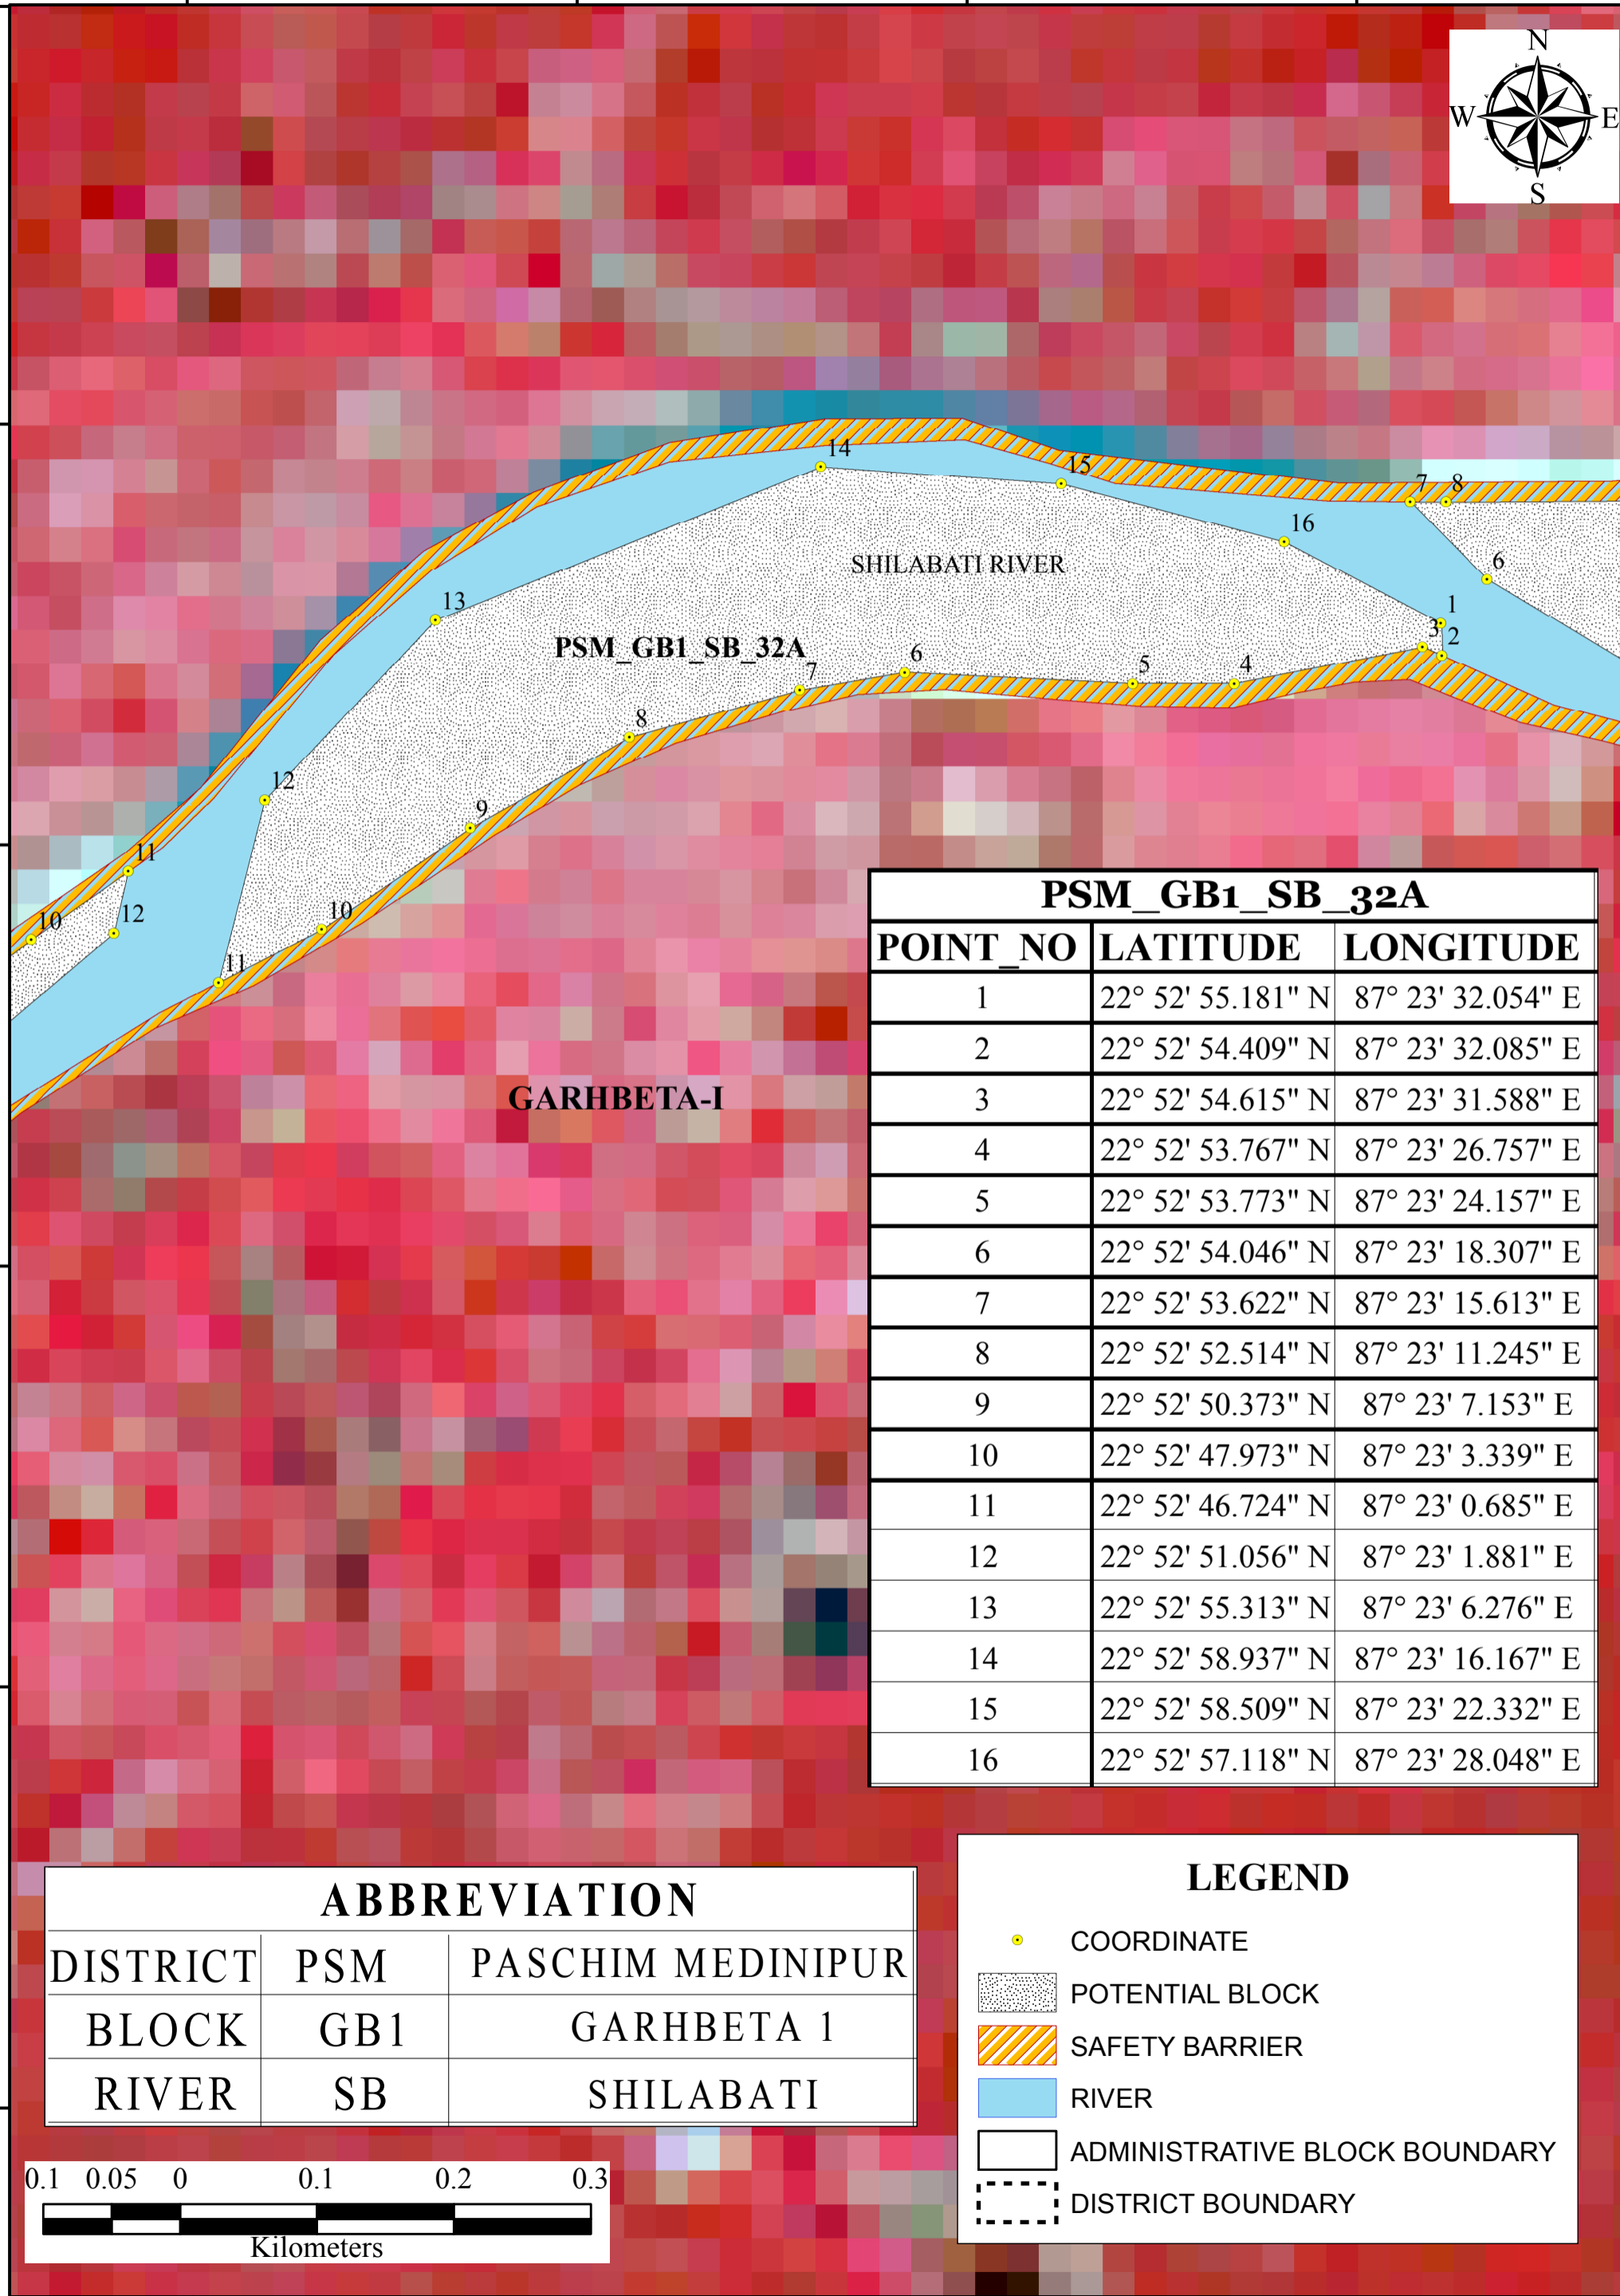 N
W E
S
14
15
7 8
16
SHILABATI RIVER
6
13
1
3 2
PSM_GB1_SB_32A
6
7
5 4
8
12
9
11
10 12
10
11
GARHBETA-I
PSM_GB1_SB_32A
POINT_NO LATITUDE LONGITUDE
1 22° 52' 55.181" N 87° 23' 32.054" E
2 22° 52' 54.409" N 87° 23' 32.085" E
3 22° 52' 54.615" N 87° 23' 31.588" E
4 22° 52' 53.767" N 87° 23' 26.757" E
5 22° 52' 53.773" N 87° 23' 24.157" E
6 22° 52' 54.046" N 87° 23' 18.307" E
7 22° 52' 53.622" N 87° 23' 15.613" E
8 22° 52' 52.514" N 87° 23' 11.245" E
9 22° 52' 50.373" N 87° 23' 7.153" E
10 22° 52' 47.973" N 87° 23' 3.339" E
11 22° 52' 46.724" N 87° 23' 0.685" E
12 22° 52' 51.056" N 87° 23' 1.881" E
13 22° 52' 55.313" N 87° 23' 6.276" E
14 22° 52' 58.937" N 87° 23' 16.167" E
15 22° 52' 58.509" N 87° 23' 22.332" E
16 22° 52' 57.118" N 87° 23' 28.048" E
ABBREVIATION
DISTRICT PSM PASCHIM MEDINIPUR
BLOCK GB1 GARHBETA 1
RIVER SB SHILABATI
LEGEND
COORDINATE
POTENTIAL BLOCK
SAFETY BARRIER
RIVER
ADMINISTRATIVE BLOCK BOUNDARY
DISTRICT BOUNDARY
0.1 0.05 0 0.1 0.2 0.3
Kilometers